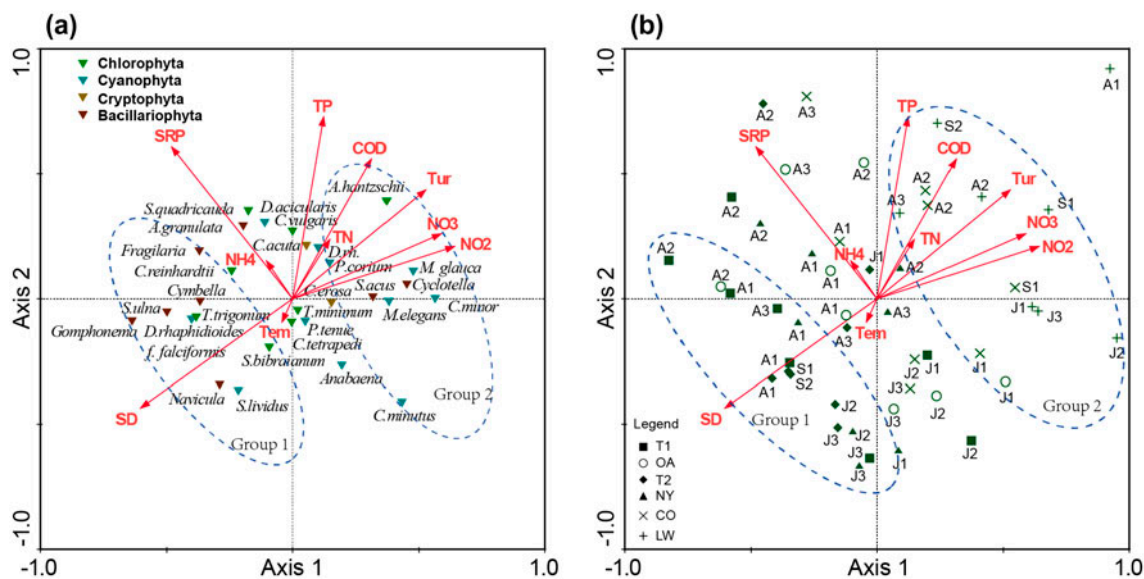 (a)
Chlorophyta
Cyanophyta
Cryptophyta
Bacillariophyta
TP
SRP
COD
Tur
A.hantzschii
NO3
NO2
S.quadricauda
D.acicularis
A.granulata
C.vulgaris
TN
C.acuta
D.rh.
Fragilaria
NH4
P.corium
M. glauca
C.reinhardtii
Cyclotella
S.acus
C.erosa
Cymbella
C.minor
S.ulna
T.trigonum
T.minimum
M.elegans
Gomphonema
D.rhaphidioides
Tem
P.tenue
f. falciformis
C.tetrapedi
S.bibraianum
Anabaena
Navicula
S.lividus
SD
C.minutus
Group 1
Group 2
1.0
Axis 2
-1.0
-1.0
Axis 1
1.0
(b)
A1
A2
A3
TP
S2
SRP
COD
A3
A2
Tur
A2
A2
A3
A2
S1
A2
A1
NO3
TN
NO2
A2
NH4
J1
A1
A2
A2
A1
A1
S1
A3
A1
A3
J1
J3
A1
Tem
A3
J2
A1
S1
J1
J2
J1
S2
A1
J3
J1
SD
J2
J3
J2
Group 2
Group 1
J3
J2
J2
J3
J1
J3
Legend
T1
OA
T2
NY
CO
LW
1.0
Axis 2
-1.0
-1.0
Axis 1
1.0